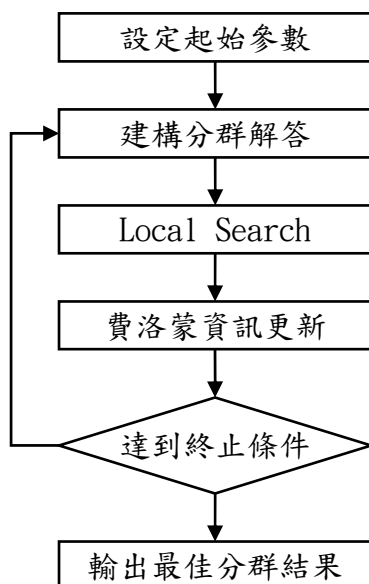 設定起始參數
建構分群解答
Local Search
費洛蒙資訊更新
達到終止條件
輸出最佳分群結果